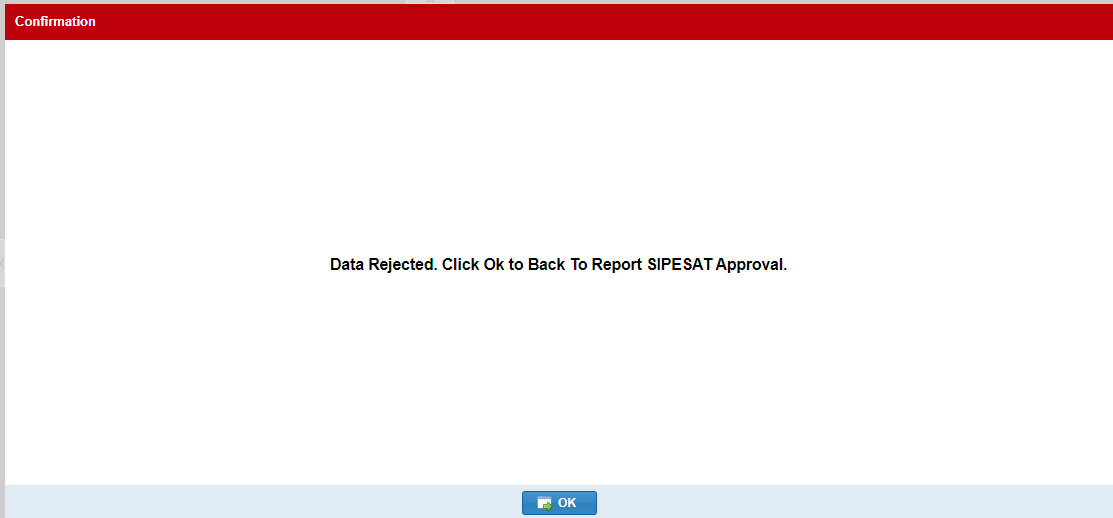 Confirmation
Data Rejected. Click Ok to Back To Report SIPESAT Approval.
OK